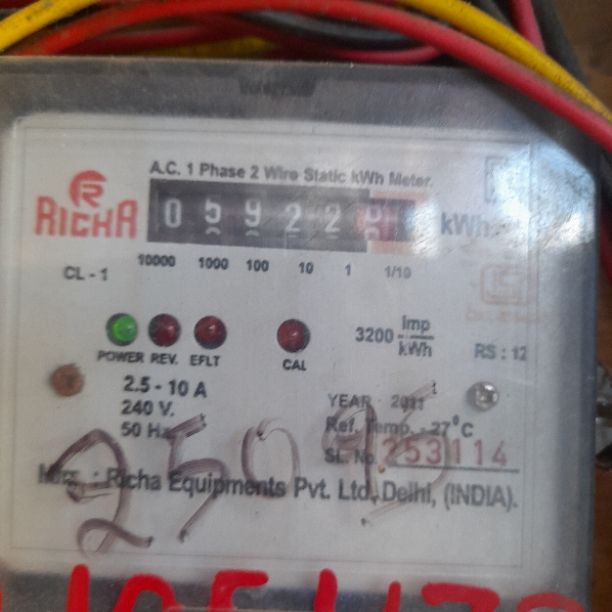 A.C. 1 Phase 2 Wire Static kWh Meter.
RICHA
0 5 9 2 2
kWh
CL - 1
10000 1000 100 10 1 1/10
POWER REV. EFLT
CAL
3200 imp/kWh
RS : 12
2.5 - 10 A
240 V.
50 Hz
YEAR - 2011
Ref. Temp. - 27°C
SL. No. 253114
Mfg. : Richa Equipments Pvt. Ltd., Delhi, (INDIA).